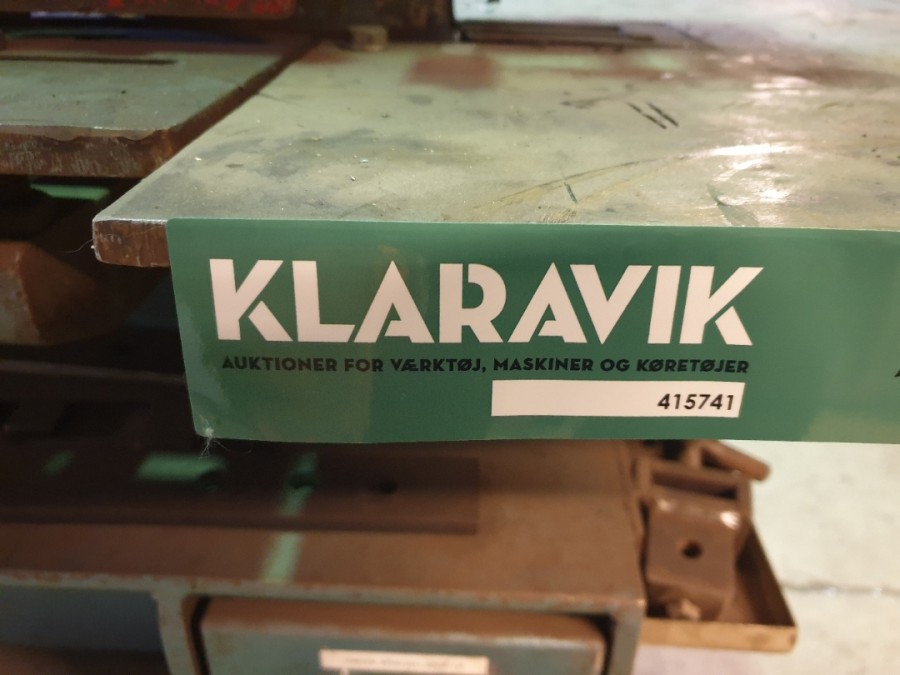 KLARAVIK
AUKTIONER FOR VÆRKTØJ, MASKINER OG KØRETØJER
415741